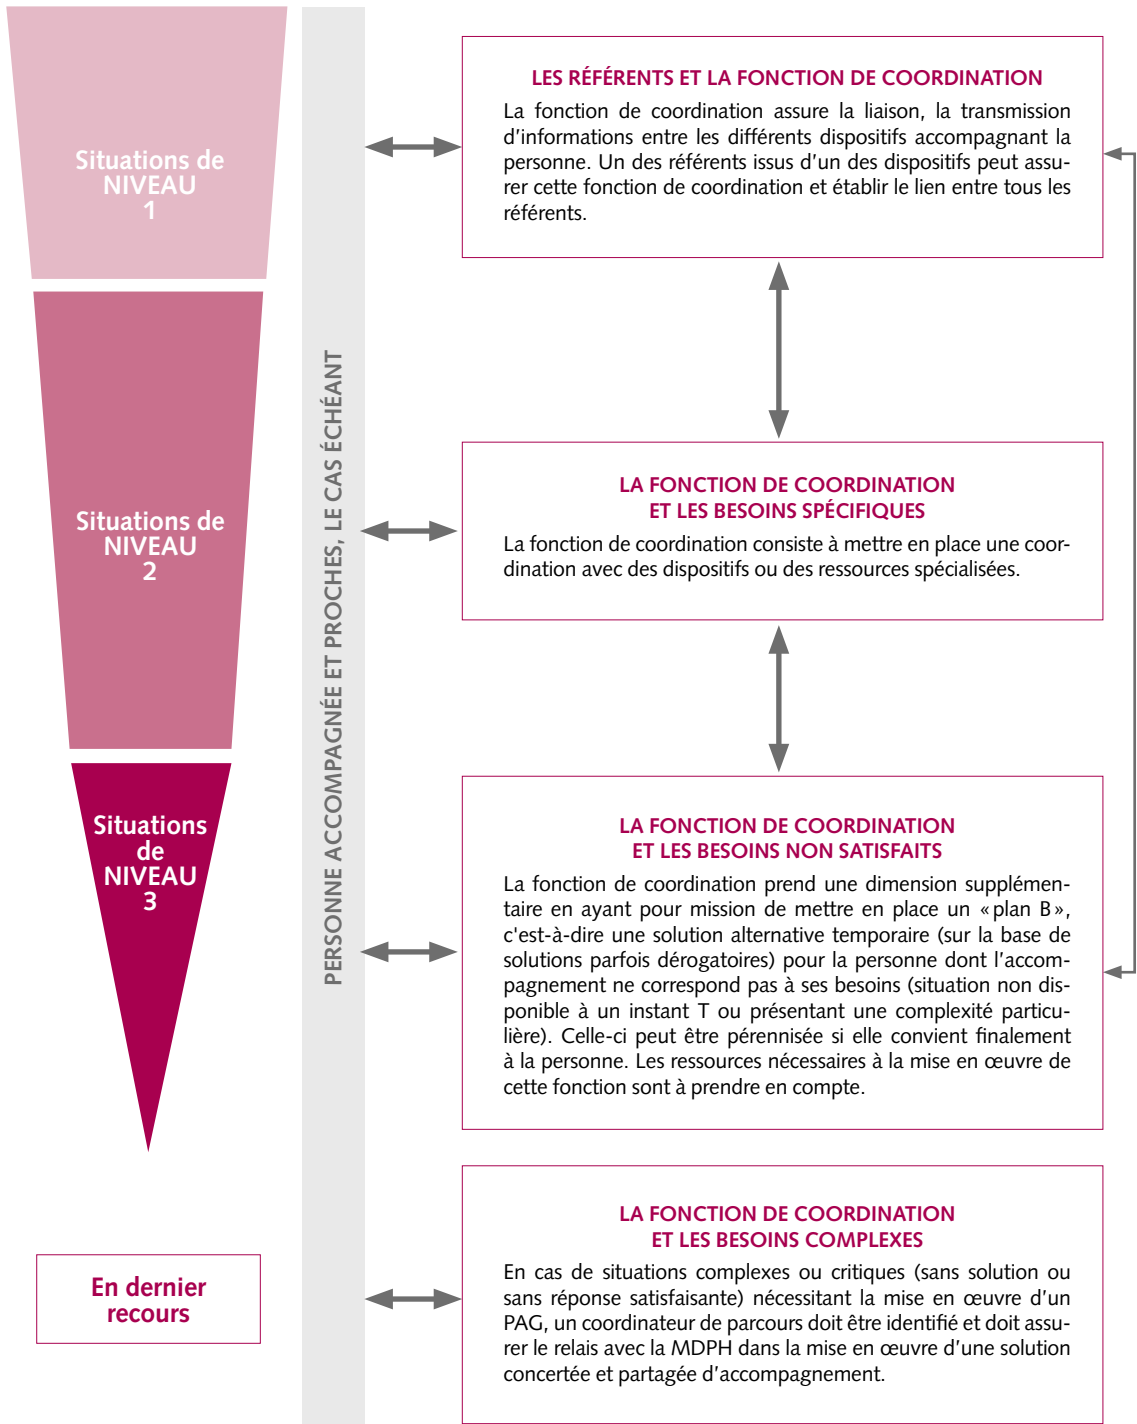 Situations de
NIVEAU
1
LES RÉFÉRENTS ET LA FONCTION DE COORDINATION
La fonction de coordination assure la liaison, la transmission
d'informations entre les différents dispositifs accompagnant la
personne. Un des référents issus d'un des dispositifs peut assu-
rer cette fonction de coordination et établir le lien entre tous les
référents.
PERSONNE ACCOMPAGNÉE ET PROCHES, LE CAS ÉCHÉANT
Situations de
NIVEAU
2
LA FONCTION DE COORDINATION
ET LES BESOINS SPÉCIFIQUES
La fonction de coordination consiste à mettre en place une coor-
dination avec des dispositifs ou des ressources spécialisées.
Situations
de
NIVEAU
3
LA FONCTION DE COORDINATION
ET LES BESOINS NON SATISFAITS
La fonction de coordination prend une dimension supplémen-
taire en ayant pour mission de mettre en place un «plan B»,
c'est-à-dire une solution alternative temporaire (sur la base de
solutions parfois dérogatoires) pour la personne dont l'accom-
pagnement ne correspond pas à ses besoins (situation non dis-
ponible à un instant T ou présentant une complexité particu-
lière). Celle-ci peut être pérennisée si elle convient finalement
à la personne. Les ressources nécessaires à la mise en œuvre de
cette fonction sont à prendre en compte.
En dernier
recours
LA FONCTION DE COORDINATION
ET LES BESOINS COMPLEXES
En cas de situations complexes ou critiques (sans solution ou
sans réponse satisfaisante) nécessitant la mise en œuvre d'un
PAG, un coordinateur de parcours doit être identifié et doit assu-
rer le relais avec la MDPH dans la mise en œuvre d'une solution
concertée et partagée d'accompagnement.